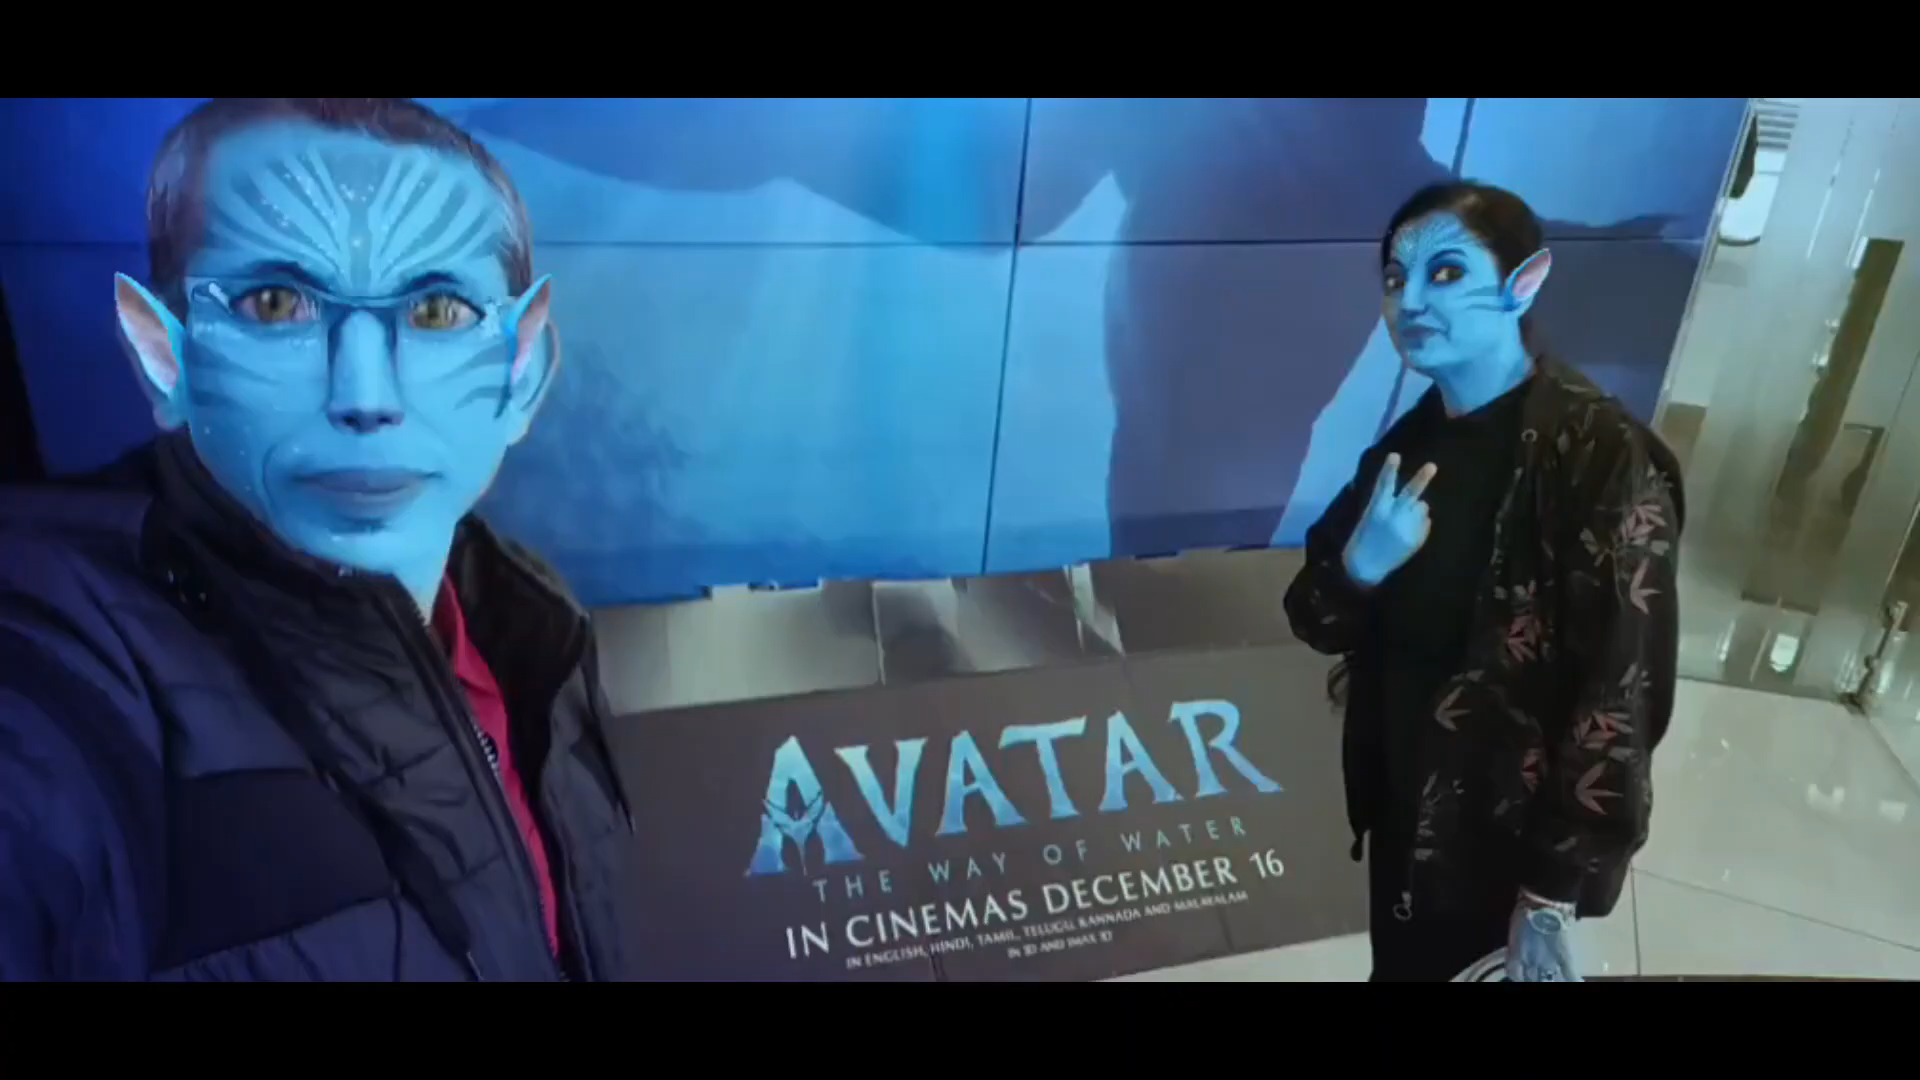 AVATAR
THE WAY OF WATER
IN CINEMAS DECEMBER 16
IN ENGLISH, HINDI, TAMIL, TELUGU, KANNADA AND MALAYALAM
IN 3D AND IMAX 3D